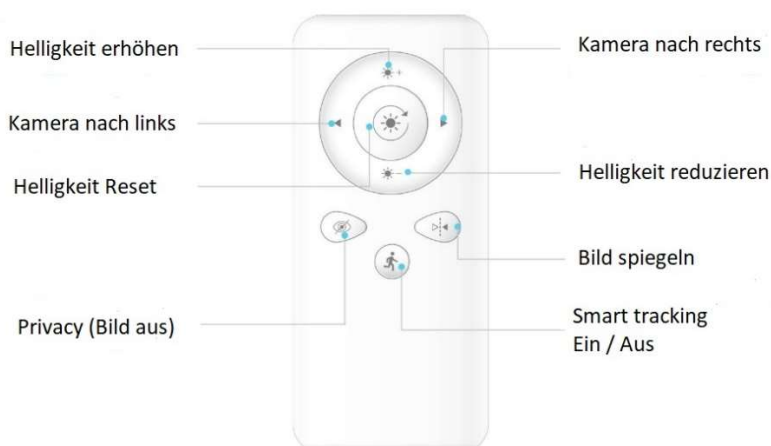 Helligkeit erhöhen
Kamera nach links
Helligkeit Reset
Privacy (Bild aus)
Kamera nach rechts
Helligkeit reduzieren
Bild spiegeln
Smart tracking
Ein / Aus